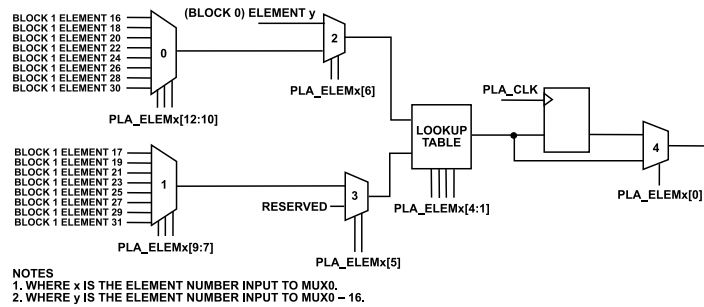 BLOCK 1 ELEMENT 16
BLOCK 1 ELEMENT 18
BLOCK 1 ELEMENT 20
BLOCK 1 ELEMENT 22
BLOCK 1 ELEMENT 24
BLOCK 1 ELEMENT 26
BLOCK 1 ELEMENT 28
BLOCK 1 ELEMENT 30
0
PLA_ELEMx[12:10]
(BLOCK 0) ELEMENT y
2
PLA_ELEMx[6]
BLOCK 1 ELEMENT 17
BLOCK 1 ELEMENT 19
BLOCK 1 ELEMENT 21
BLOCK 1 ELEMENT 23
BLOCK 1 ELEMENT 25
BLOCK 1 ELEMENT 27
BLOCK 1 ELEMENT 29
BLOCK 1 ELEMENT 31
1
PLA_ELEMx[9:7]
RESERVED
3
PLA_ELEMx[5]
LOOKUP
TABLE
PLA_ELEMx[4:1]
PLA_CLK
4
PLA_ELEMx[0]
NOTES
1. WHERE x IS THE ELEMENT NUMBER INPUT TO MUX0.
2. WHERE y IS THE ELEMENT NUMBER INPUT TO MUX0 – 16.